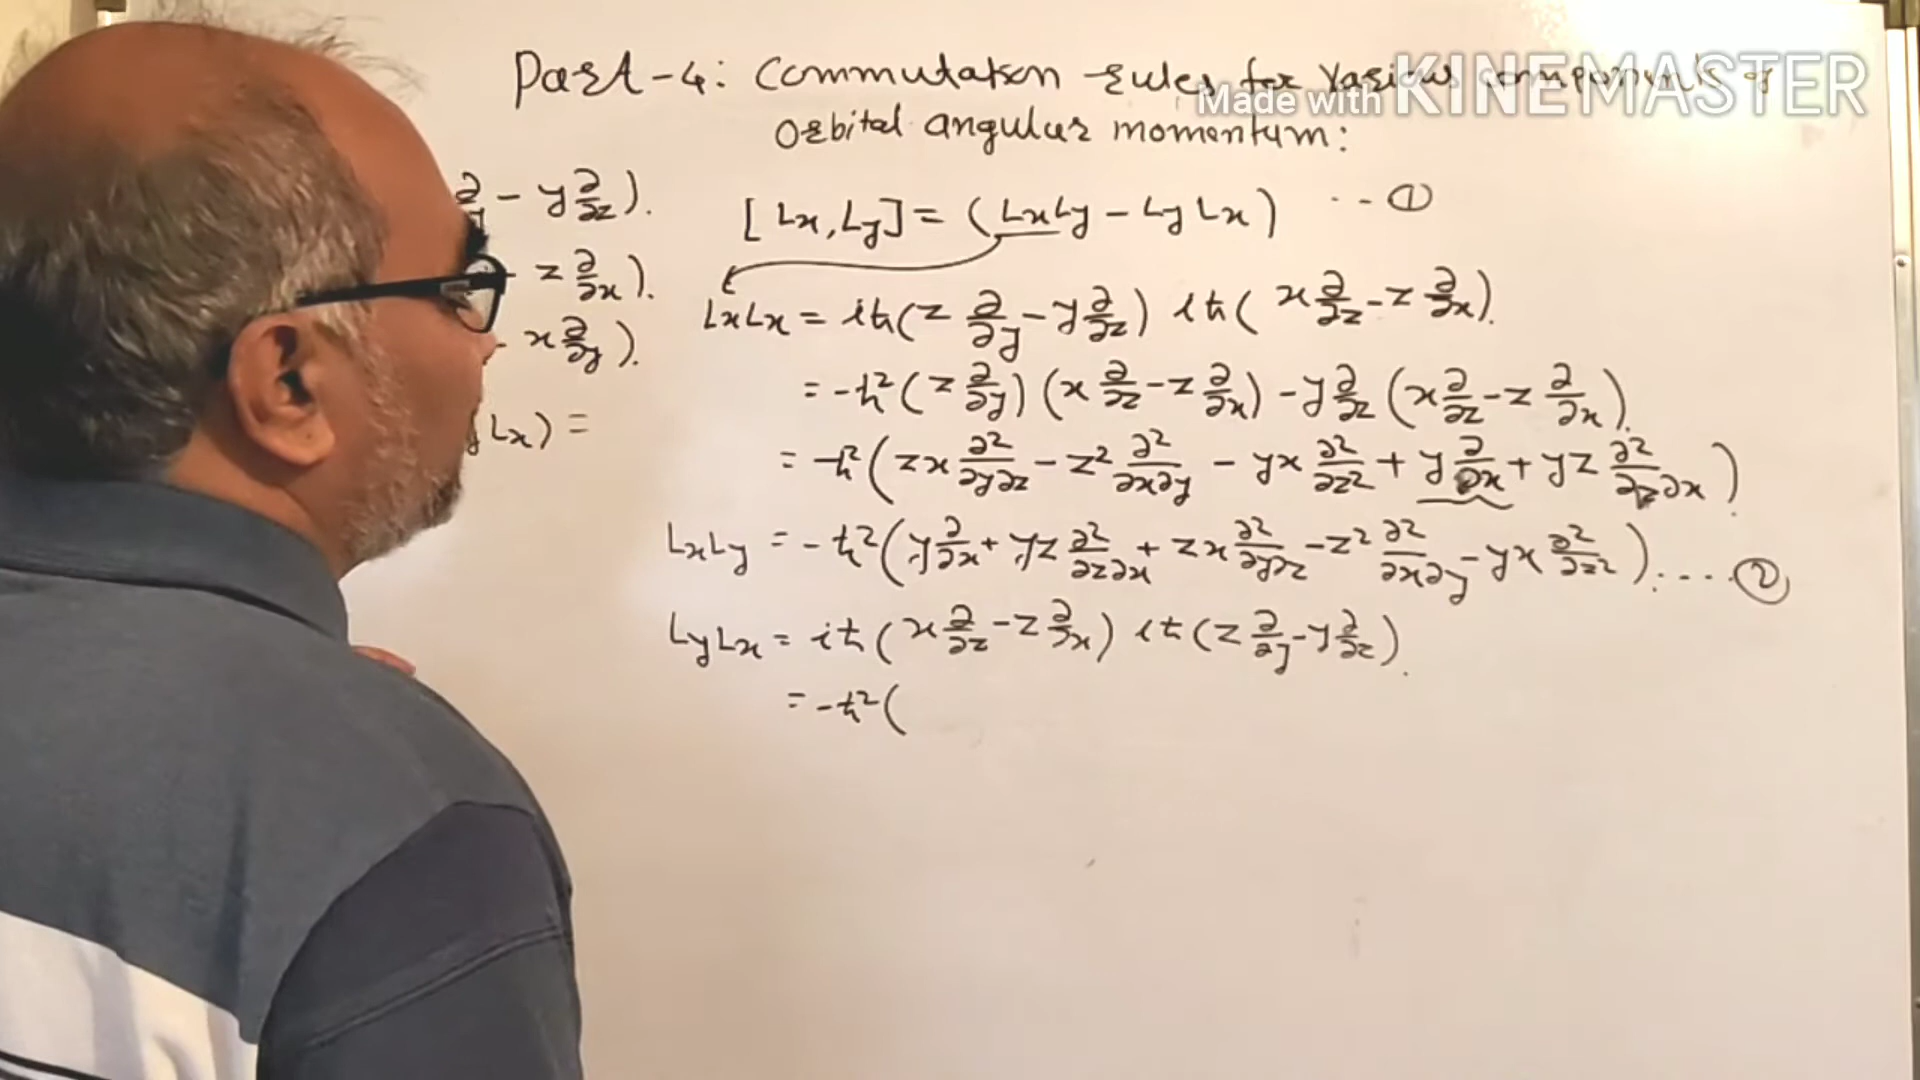 Part-4: Commutation rules for various components of
orbital angular momentum:
Made with KINEMASTER
- y ∂/∂z).
z ∂/∂x).
- x ∂/∂y).
Lx) =
[Lx, Ly] = (LxLy - LyLx) -- ①
LxLx = iħ(z ∂/∂y - y ∂/∂z) iħ(x ∂/∂z - z ∂/∂x).
= -ħ²(z ∂/∂y)(x ∂/∂z - z ∂/∂x) - y ∂/∂z (x ∂/∂z - z ∂/∂x).
= -ħ²(zx ∂²/∂y∂z - z² ∂²/∂x∂y - yx ∂²/∂z² + y ∂/∂x + yz ∂²/∂z∂x)
LxLy = -ħ²(y ∂/∂x + yz ∂²/∂z∂x + zx ∂²/∂y∂z - z² ∂²/∂x∂y - yx ∂²/∂z²).... ②
LyLx = iħ(x ∂/∂z - z ∂/∂x) iħ(z ∂/∂y - y ∂/∂z).
= -ħ²(